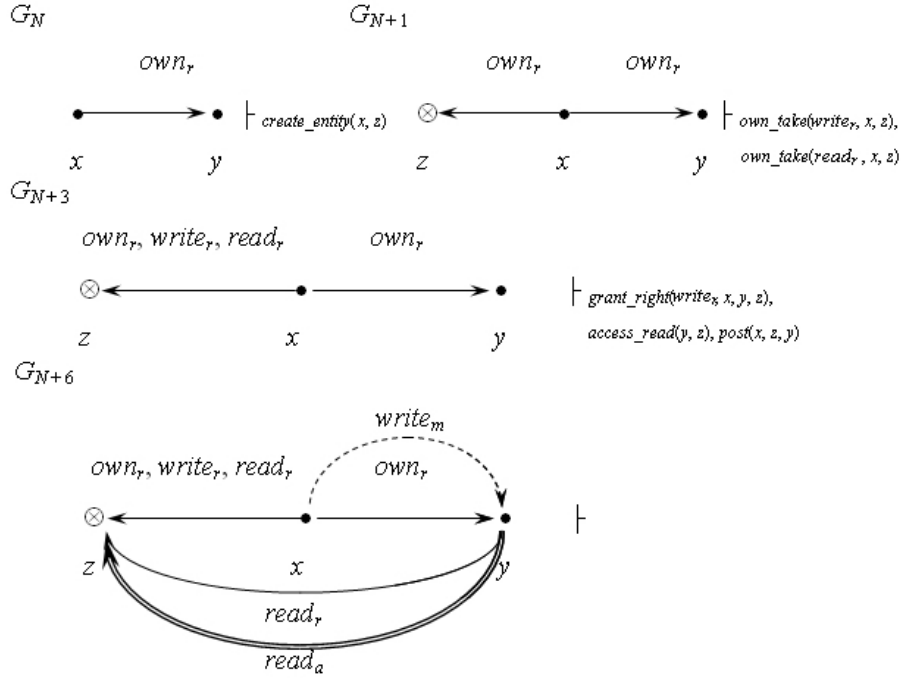 G_N G_{N+1}
own_r own_r own_r
create_entity(x, z) own_take(write_r, x, z),
x y z x y own_take(read_r, x, z)
G_{N+3}
own_r, write_r, read_r own_r
grant_right(write_r, x, y, z),
z x y access_read(y, z), post(x, z, y)
G_{N+6}
write_m
own_r, write_r, read_r own_r
z x y
read_r
read_a